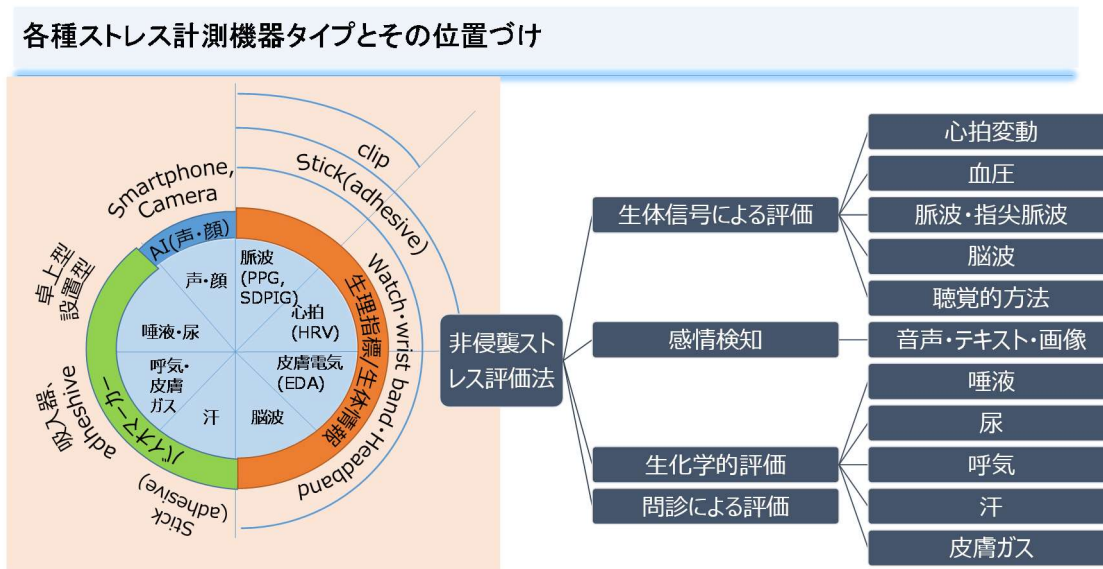 各種ストレス計測機器タイプとその位置づけ
clip
Stick(adhesive)
Watch・wrist band・Headband
Smartphone,
Camera
卓上型
設置型
吸入器、
adheshive
Stick
(adhesive)
AI(声・顔)
生理指標/生体情報
バイオマーカー
声・顔
脈波
(PPG,
SDPIG)
心拍
(HRV)
皮膚電気
(EDA)
脳波
汗
呼気・
皮膚
ガス
唾液・尿
非侵襲スト
レス評価法
生体信号による評価
心拍変動
血圧
脈波・指尖脈波
脳波
聴覚的方法
感情検知
音声・テキスト・画像
生化学的評価
唾液
尿
呼気
汗
皮膚ガス
問診による評価